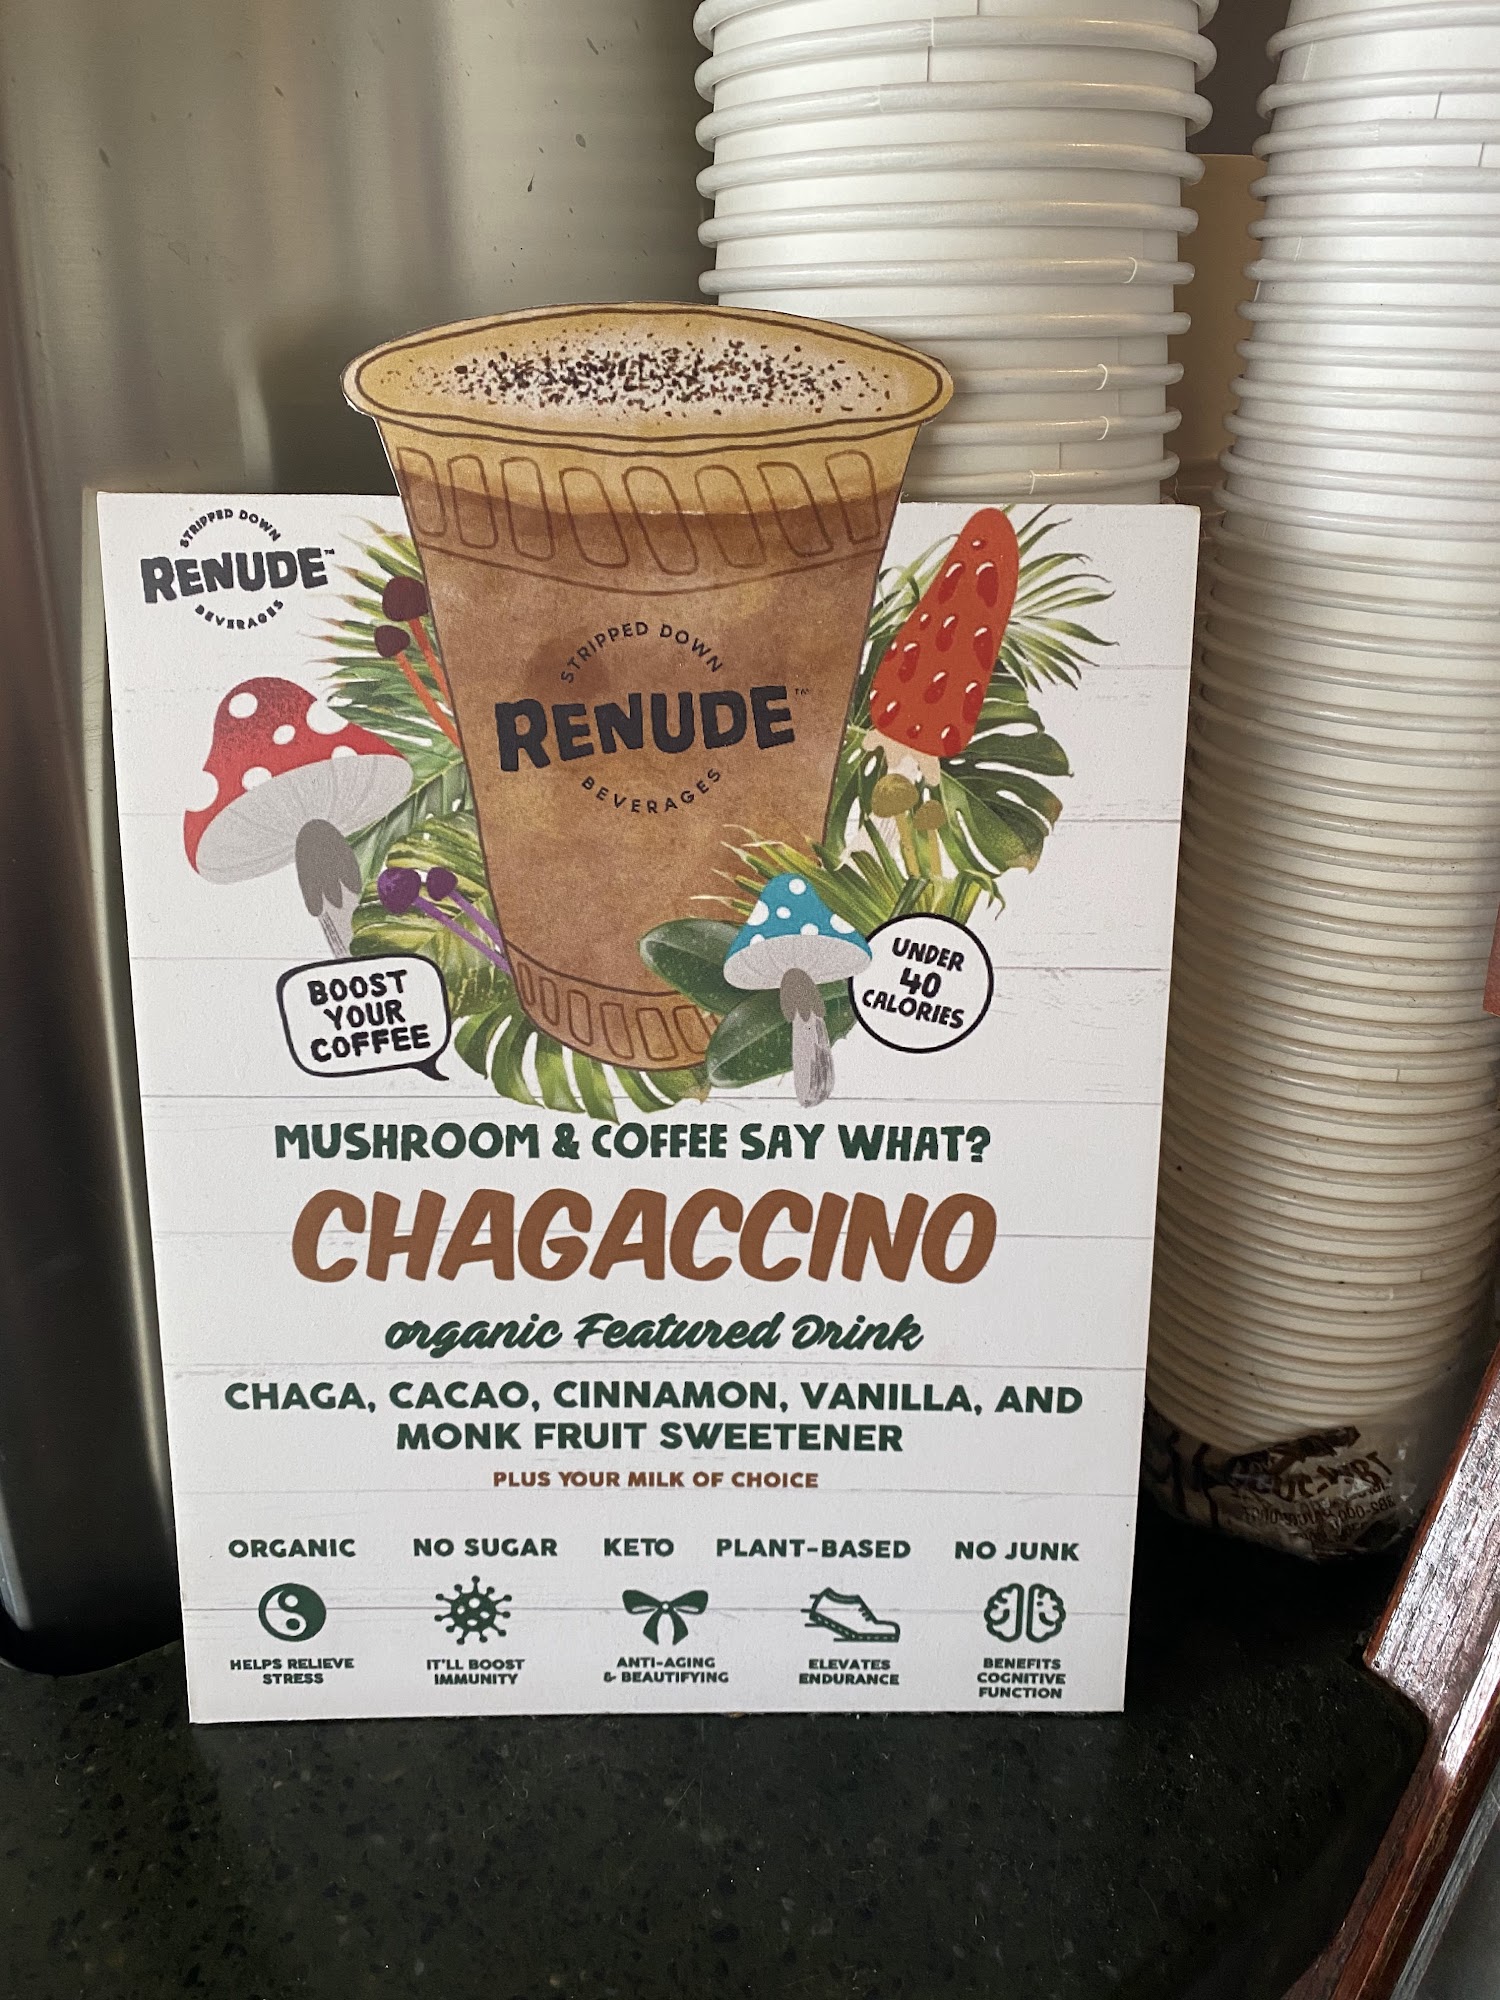 STRIPPED DOWN
RENUDE™
BEVERAGES
STRIPPED DOWN
RENUDE™
BEVERAGES
BOOST
YOUR
COFFEE
UNDER
40
CALORIES
MUSHROOM & COFFEE SAY WHAT?
CHAGACCINO
organic Featured Drink
CHAGA, CACAO, CINNAMON, VANILLA, AND
MONK FRUIT SWEETENER
PLUS YOUR MILK OF CHOICE
ORGANIC NO SUGAR KETO PLANT-BASED NO JUNK
HELPS RELIEVE
STRESS
IT'LL BOOST
IMMUNITY
ANTI-AGING
& BEAUTIFYING
ELEVATES
ENDURANCE
BENEFITS
COGNITIVE
FUNCTION